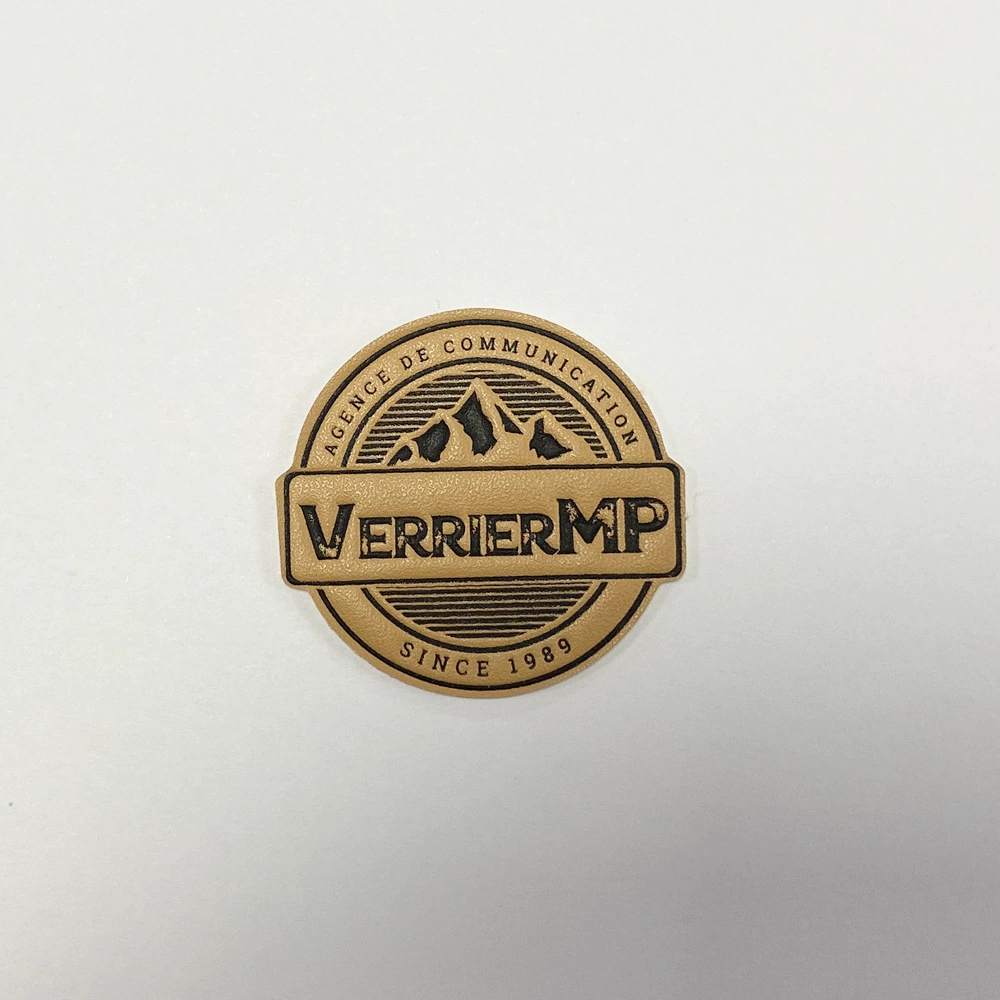 AGENCE DE COMMUNICATION
VERRIERMP
SINCE 1989